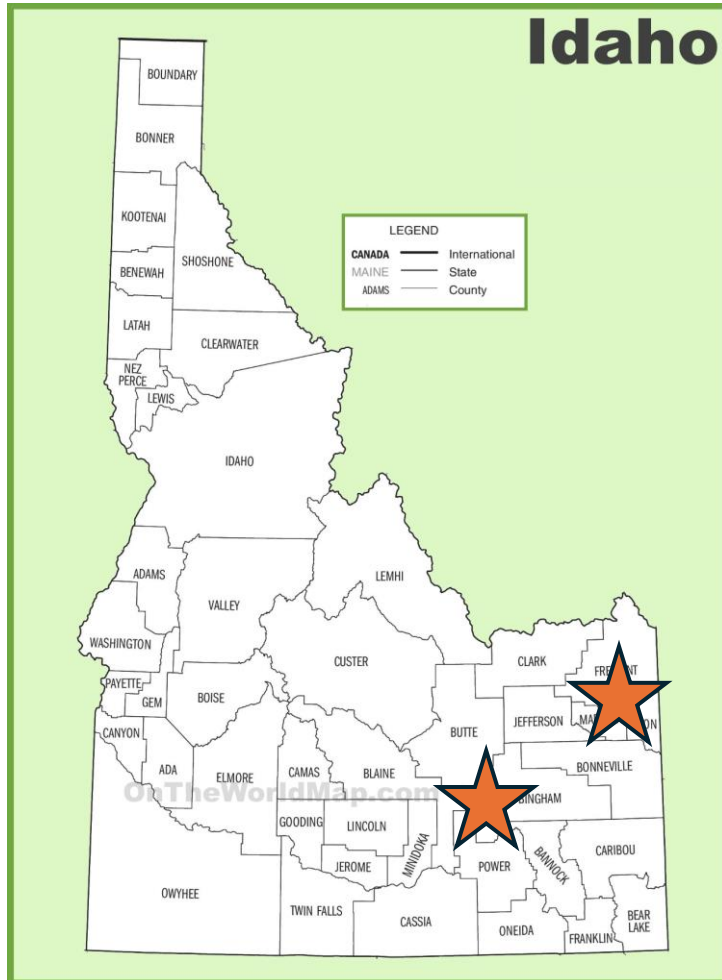 Idaho
BOUNDARY
BONNER
KOOTENAI
LEGEND
CANADA International
MAINE State
ADAMS County
SHOSHONE
BENEWAH
LATAH
CLEARWATER
NEZ
PERCE
LEWIS
IDAHO
ADAMS
LEMHI
VALLEY
WASHINGTON
CUSTER
CLARK
PAYETTE
GEM
BOISE
BUTTE
JEFFERSON
CANYON
ADA
ELMORE
CAMAS
BLAINE
BONNEVILLE
OnTheWorldMap.com
BINGHAM
GOODING
LINCOLN
MINIDOKA
JEROME
POWER
BANNOCK
CARIBOU
OWYHEE
TWIN FALLS
CASSIA
ONEIDA
FRANKLIN
BEAR
LAKE